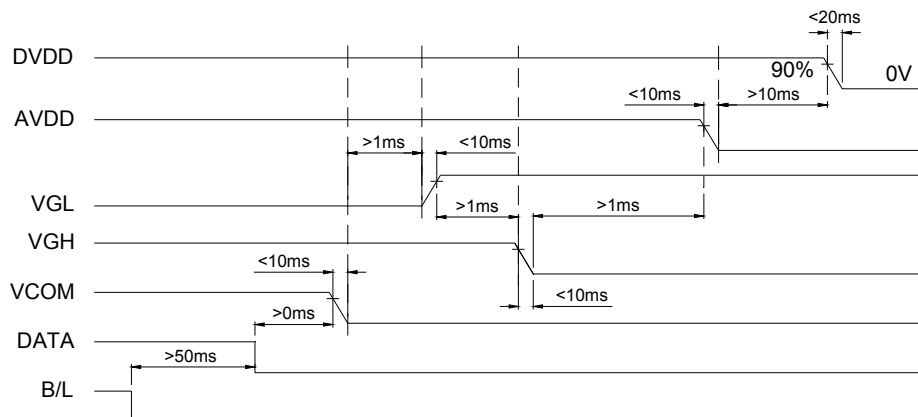 <20ms
DVDD
90%
0V
<10ms
>10ms
AVDD
>1ms
<10ms
VGL
>1ms
>1ms
VGH
<10ms
<10ms
VCOM
>0ms
DATA
>50ms
B/L